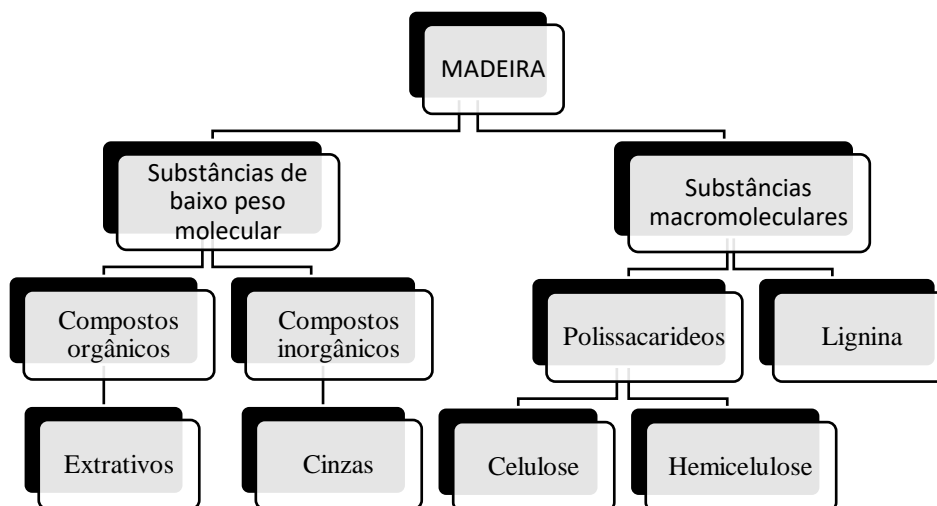 MADEIRA
Substâncias de
baixo peso
molecular
Substâncias
macromoleculares
Compostos
orgânicos
Compostos
inorgânicos
Polissacarideos
Lignina
Extrativos
Cinzas
Celulose
Hemicelulose